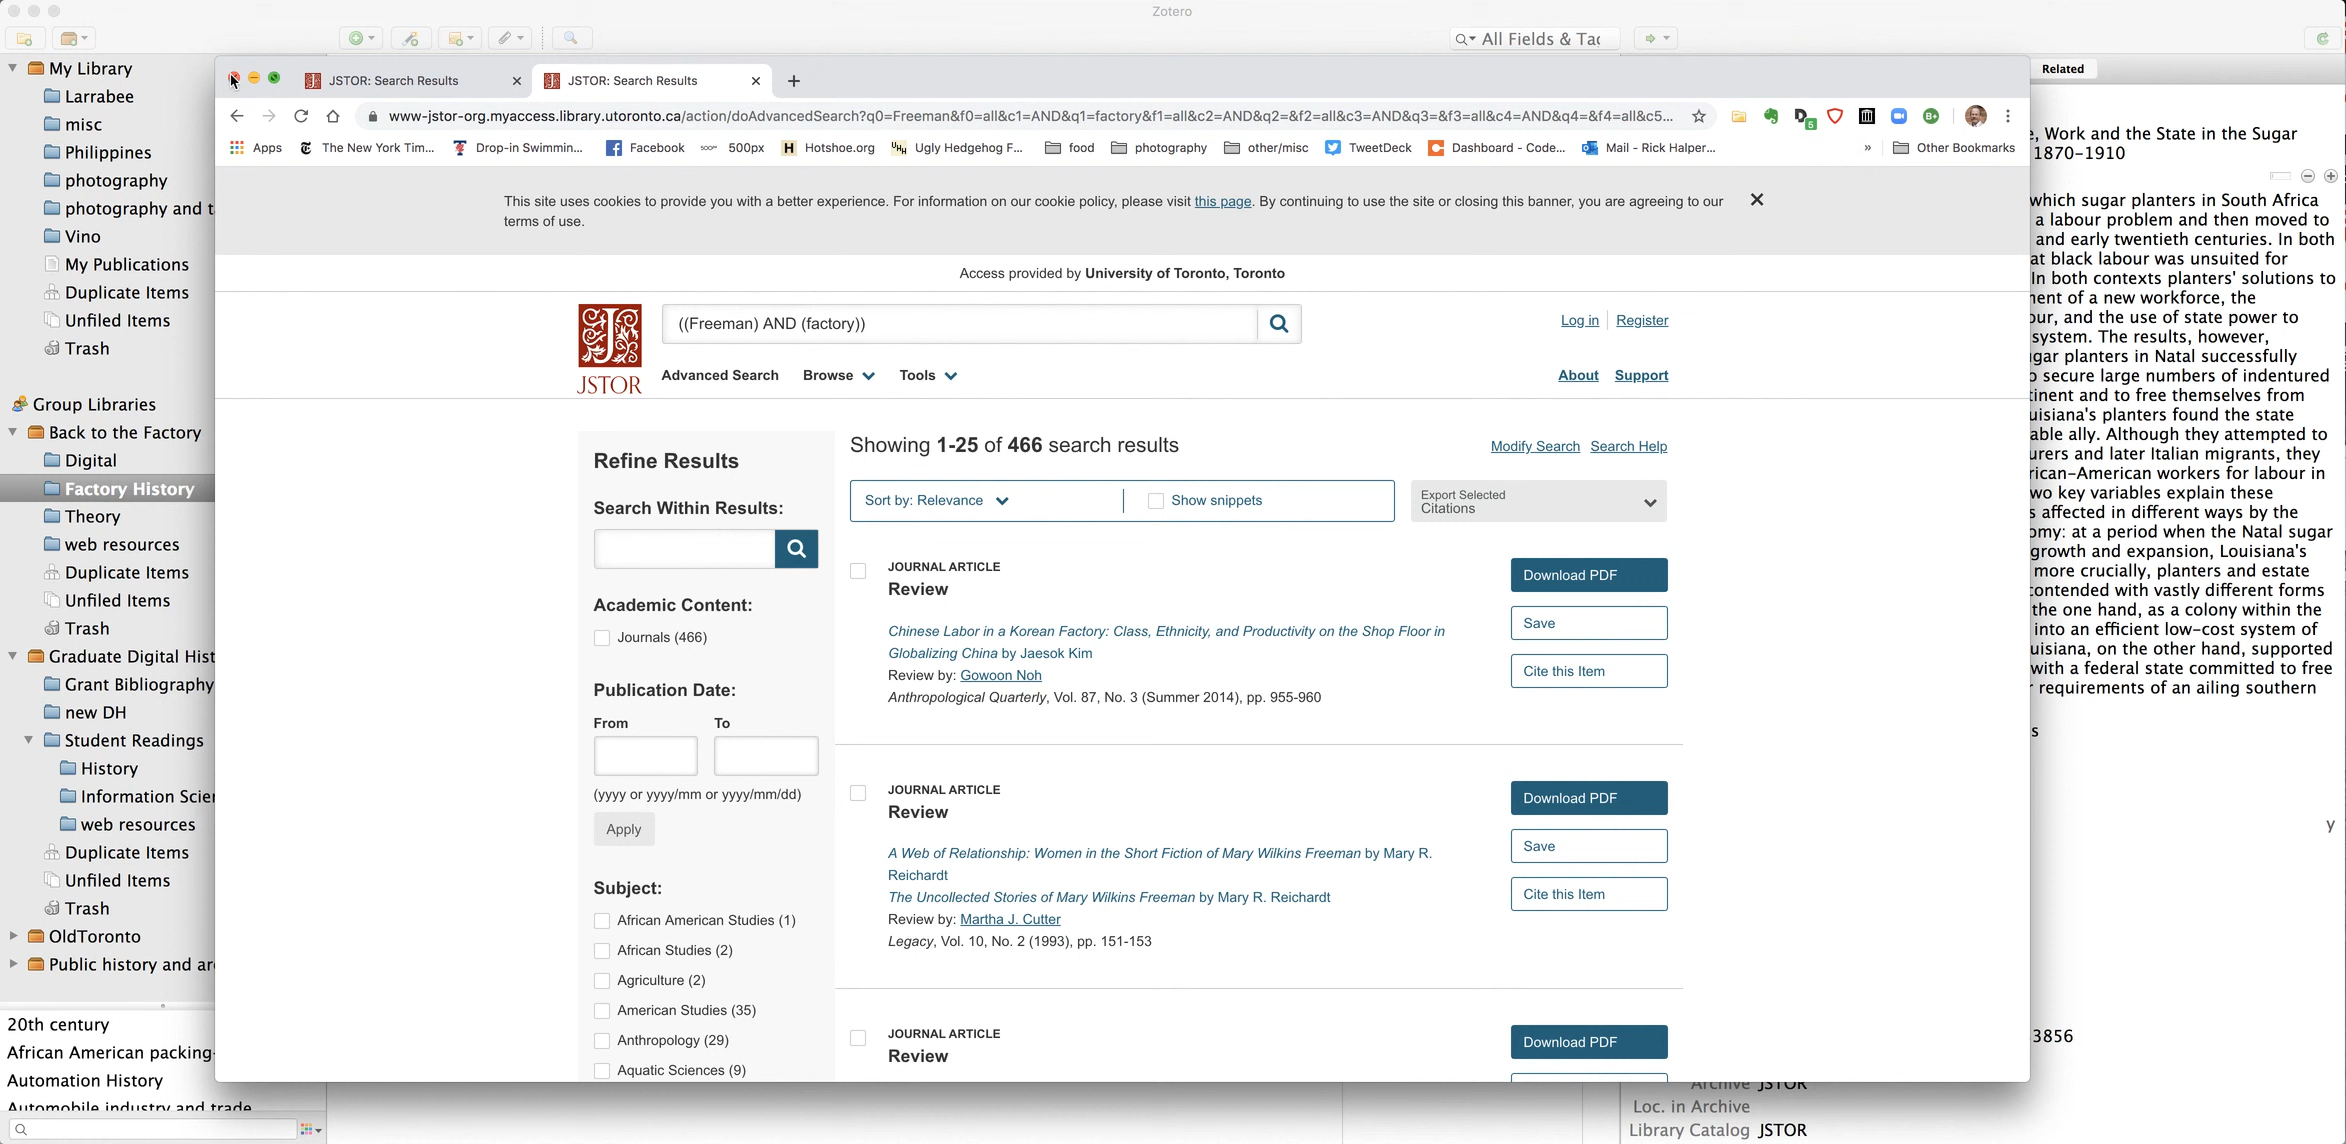 Zotero
All Fields & Tac
My Library
Larrabee
misc
Philippines
photography
photography and t
Vino
My Publications
Duplicate Items
Unfiled Items
Trash
Group Libraries
Back to the Factory
Digital
Factory History
Theory
web resources
Duplicate Items
Unfiled Items
Trash
Graduate Digital Hist
Grant Bibliography
new DH
Student Readings
History
Information Scien
web resources
Duplicate Items
Unfiled Items
Trash
OldToronto
Public history and ar
20th century
African American packing-
Automation History
Automobile industry and trade
JSTOR: Search Results
JSTOR: Search Results
www-jstor-org.myaccess.library.utoronto.ca/action/doAdvancedSearch?q0=Freeman&f0=all&c1=AND&q1=factory&f1=all&c2=AND&q2=&f2=all&c3=AND&q3=&f3=all&c4=AND&q4=&f4=all&c5...
5
Apps The New York Tim... Drop-in Swimmin... Facebook 500px Hotshoe.org Ugly Hedgehog F... food photography other/misc TweetDeck Dashboard - Code... Mail - Rick Halper... » Other Bookmarks
This site uses cookies to provide you with a better experience. For information on our cookie policy, please visit this page. By continuing to use the site or closing this banner, you are agreeing to our
terms of use.
Access provided by University of Toronto, Toronto
JSTOR
((Freeman) AND (factory))
Log in Register
Advanced Search Browse Tools
About Support
Refine Results
Search Within Results:
Academic Content:
Journals (466)
Publication Date:
From To
(yyyy or yyyy/mm or yyyy/mm/dd)
Apply
Subject:
African American Studies (1)
African Studies (2)
Agriculture (2)
American Studies (35)
Anthropology (29)
Aquatic Sciences (9)
Showing 1-25 of 466 search results
Modify Search Search Help
Sort by: Relevance Show snippets
Export Selected
Citations
JOURNAL ARTICLE
Review
Chinese Labor in a Korean Factory: Class, Ethnicity, and Productivity on the Shop Floor in
Globalizing China by Jaesok Kim
Review by: Gowoon Noh
Anthropological Quarterly, Vol. 87, No. 3 (Summer 2014), pp. 955-960
Download PDF
Save
Cite this Item
JOURNAL ARTICLE
Review
A Web of Relationship: Women in the Short Fiction of Mary Wilkins Freeman by Mary R.
Reichardt
The Uncollected Stories of Mary Wilkins Freeman by Mary R. Reichardt
Review by: Martha J. Cutter
Legacy, Vol. 10, No. 2 (1993), pp. 151-153
Download PDF
Save
Cite this Item
JOURNAL ARTICLE
Review
Download PDF
Related
, Work and the State in the Sugar
1870-1910
which sugar planters in South Africa
a labour problem and then moved to
and early twentieth centuries. In both
at black labour was unsuited for
In both contexts planters' solutions to
ent of a new workforce, the
our, and the use of state power to
system. The results, however,
gar planters in Natal successfully
o secure large numbers of indentured
tinent and to free themselves from
uisiana's planters found the state
able ally. Although they attempted to
urers and later Italian migrants, they
rican-American workers for labour in
wo key variables explain these
s affected in different ways by the
omy: at a period when the Natal sugar
growth and expansion, Louisiana's
more crucially, planters and estate
contended with vastly different forms
the one hand, as a colony within the
into an efficient low-cost system of
uisiana, on the other hand, supported
with a federal state committed to free
r requirements of an ailing southern
s
y
3856
Archive JSTOR
Loc. in Archive
Library Catalog JSTOR